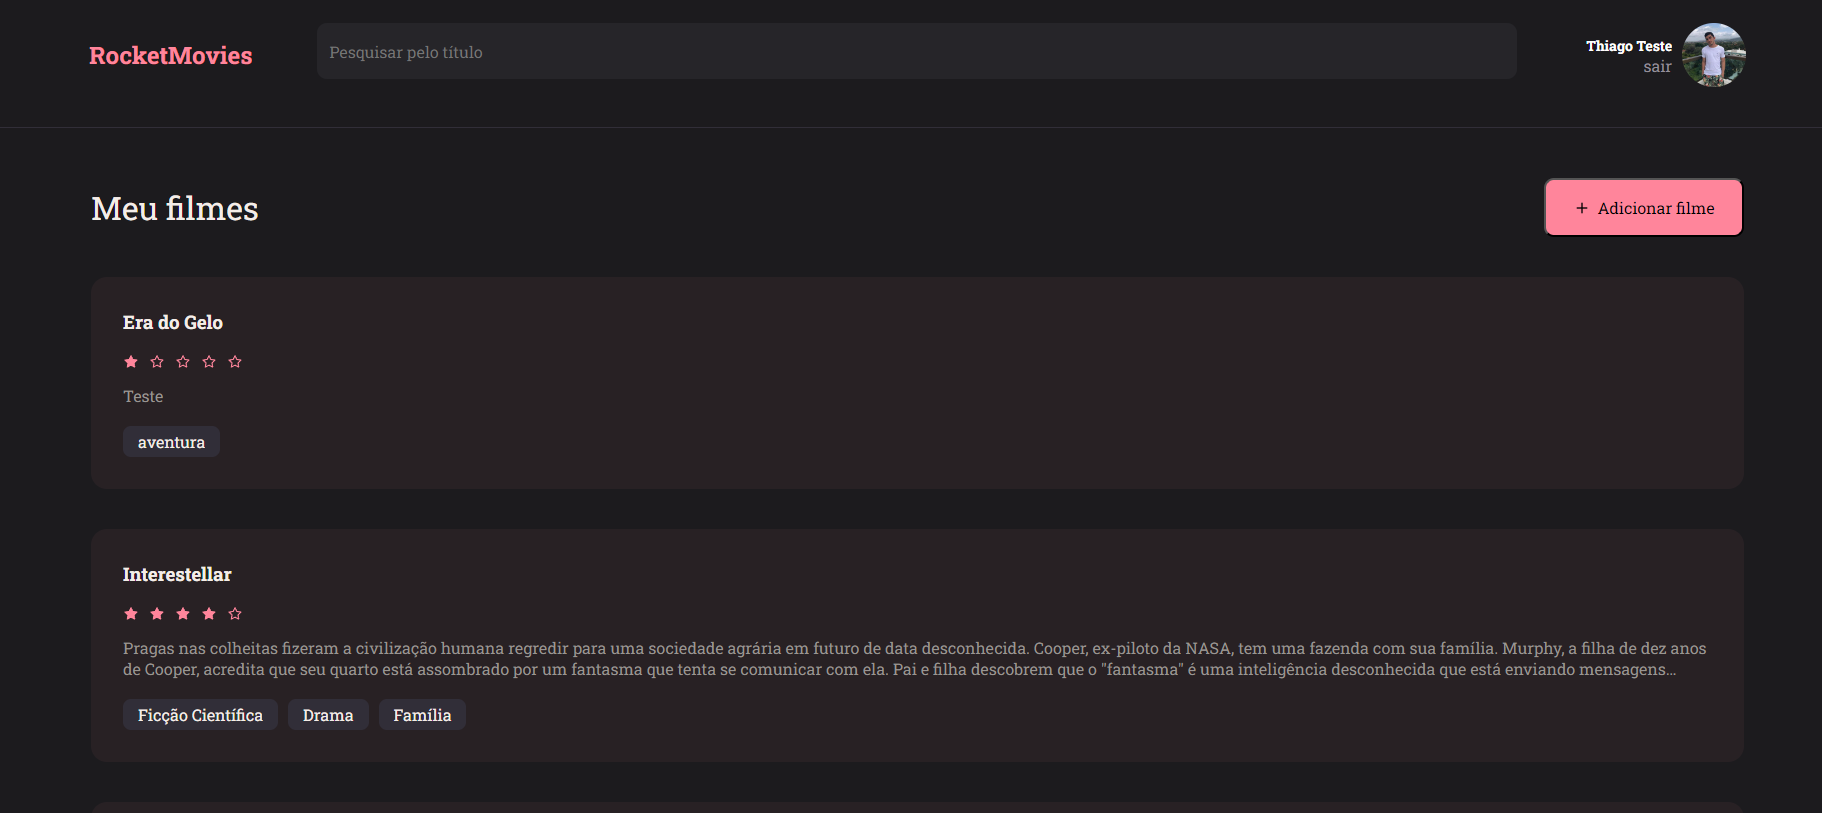 RocketMovies
Pesquisar pelo título
Thiago Teste
sair
Meu filmes
+ Adicionar filme
Era do Gelo
Teste
aventura
Interestellar
Pragas nas colheitas fizeram a civilização humana regredir para uma sociedade agrária em futuro de data desconhecida. Cooper, ex-piloto da NASA, tem uma fazenda com sua família. Murphy, a filha de dez anos
de Cooper, acredita que seu quarto está assombrado por um fantasma que tenta se comunicar com ela. Pai e filha descobrem que o "fantasma" é uma inteligência desconhecida que está enviando mensagens...
Ficção Científica
Drama
Família